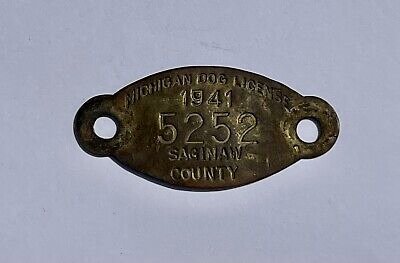 MICHIGAN DOG LICENSE
1941
5252
SAGINAW
COUNTY